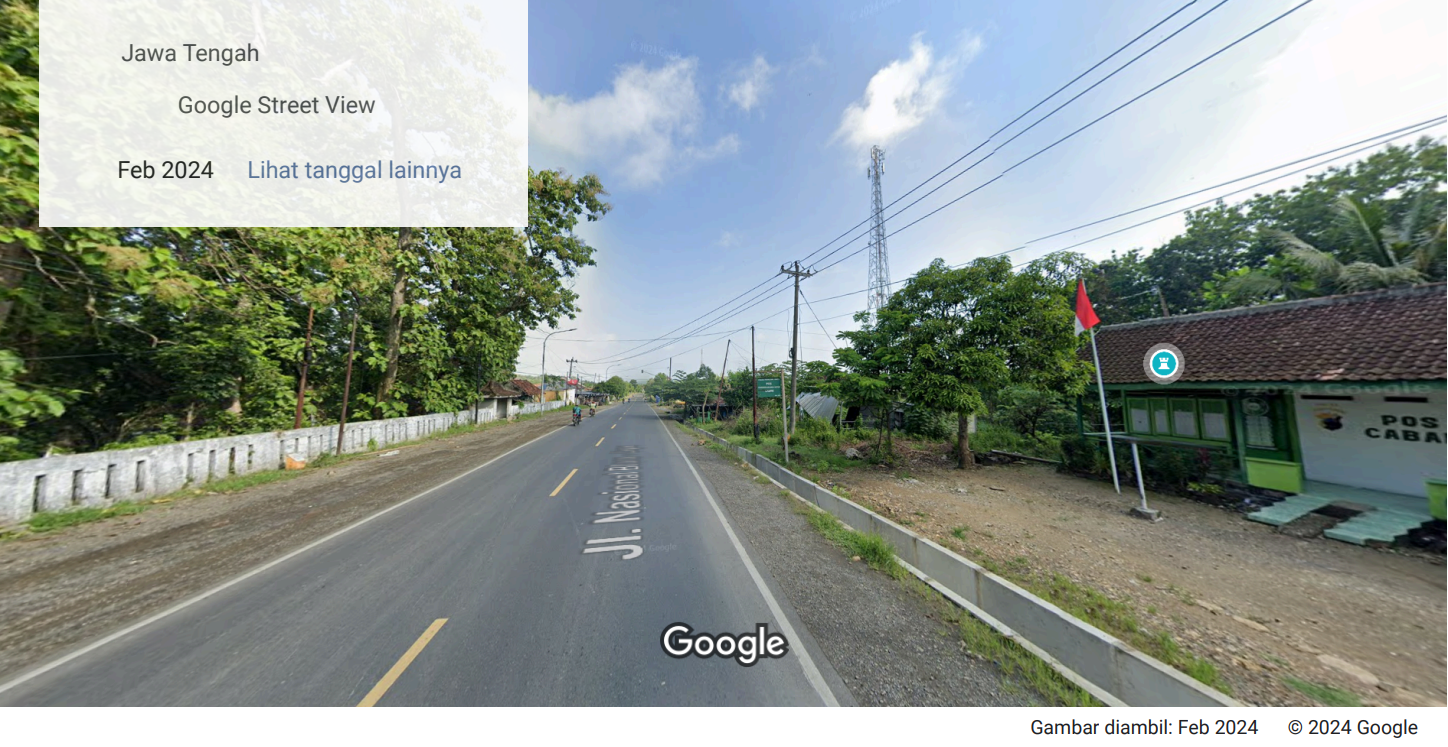 Jawa Tengah
Google Street View
Feb 2024 Lihat tanggal lainnya
POS
CABA
Jl. Nasional
Google
Gambar diambil: Feb 2024 © 2024 Google